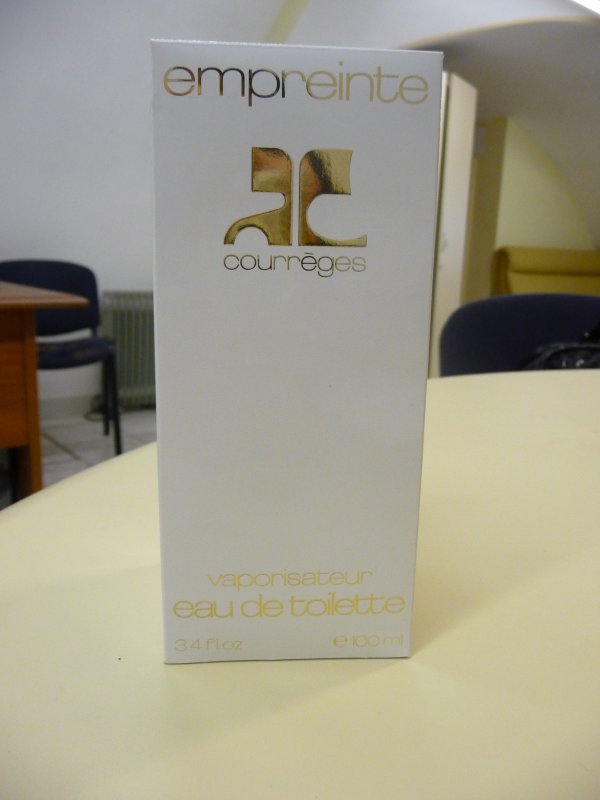 empreinte
courrèges
vaporisateur
eau de toilette
3.4 fl oz
e 100 ml